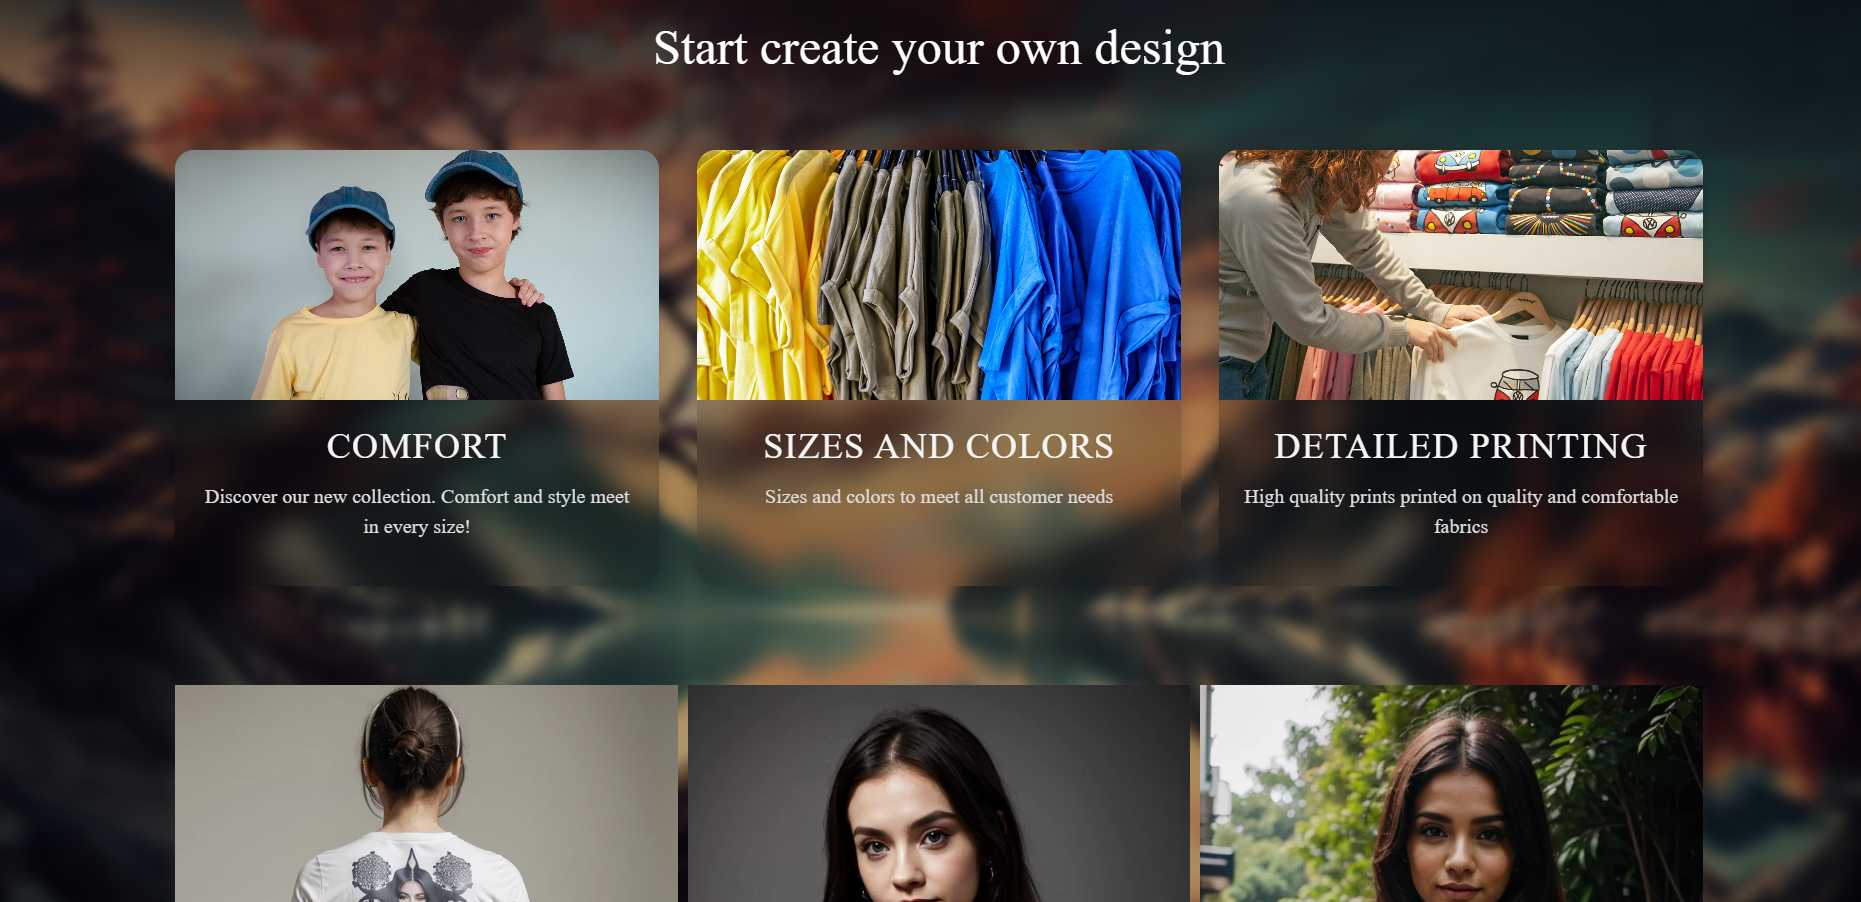 Start create your own design
COMFORT
Discover our new collection. Comfort and style meet
in every size!
SIZES AND COLORS
Sizes and colors to meet all customer needs
DETAILED PRINTING
High quality prints printed on quality and comfortable
fabrics